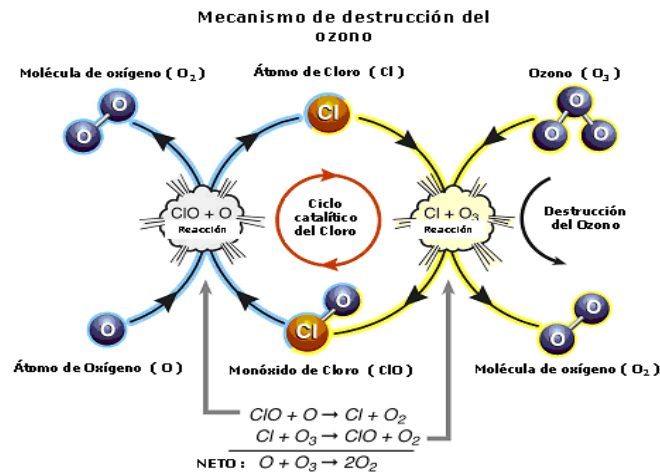 Mecanismo de destrucción del
ozono
Molécula de oxígeno ( O₂ )
Átomo de Cloro ( Cl )
Ozono ( O₃ )
O
O
Cl
O
O
O
ClO + O
Reacción
Ciclo
catalítico
del Cloro
Cl + O₃
Reacción
Destrucción
del Ozono
O
Cl
O
O
O
Átomo de Oxígeno ( O )
Monóxido de Cloro ( ClO )
Molécula de oxígeno ( O₂ )
ClO + O → Cl + O₂
Cl + O₃ → ClO + O₂
NETO : O + O₃ → 2O₂